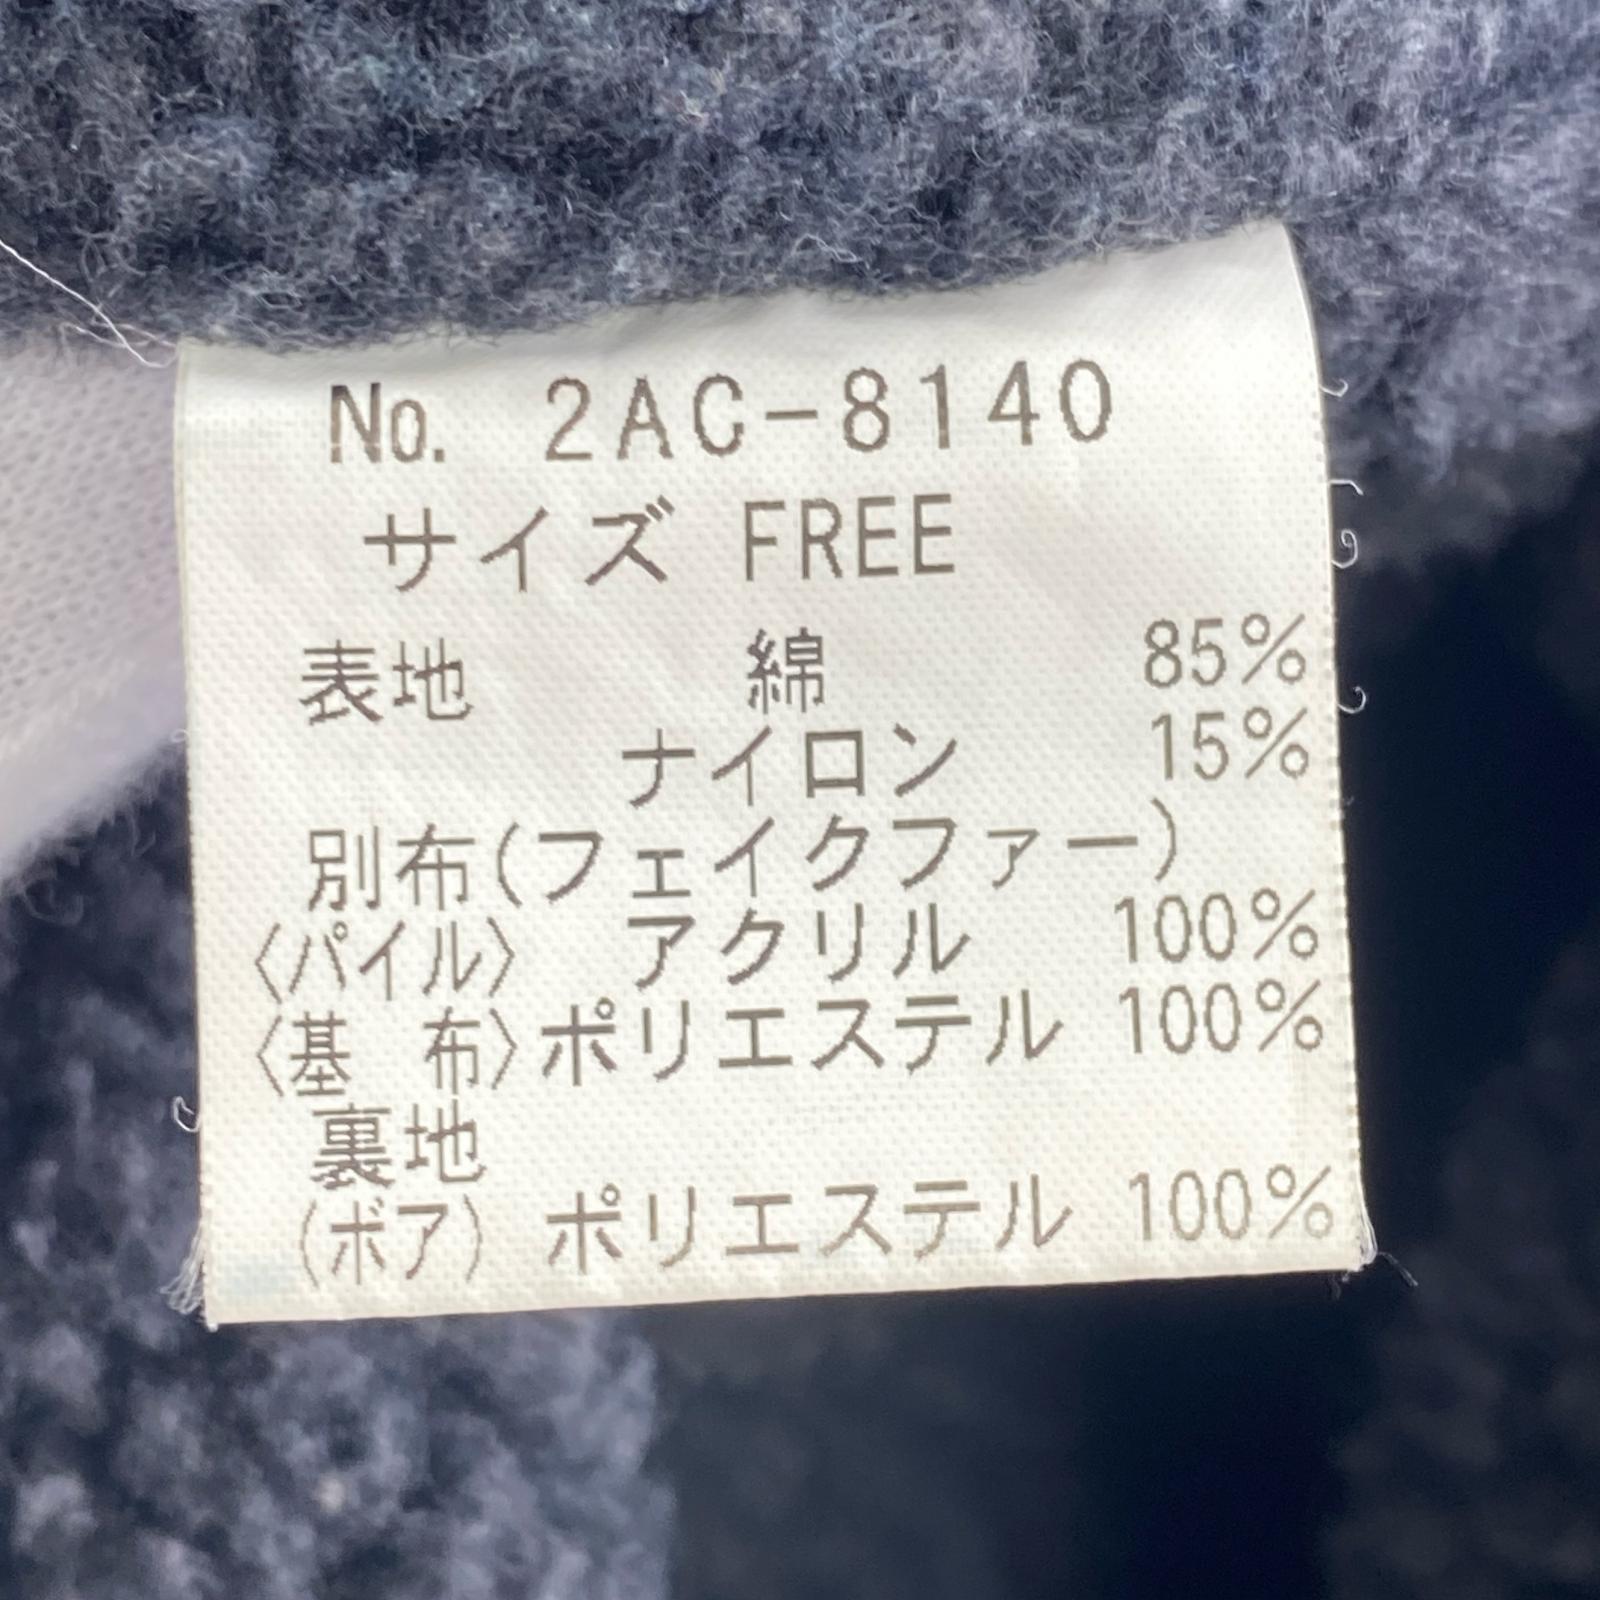 No. 2AC-8140
サイズ FREE
表地 綿 85%
ナイロン 15%
別布(フェイクファー)
〈パイル〉 アクリル 100%
〈基 布〉ポリエステル 100%
裏地
(ボア) ポリエステル 100%